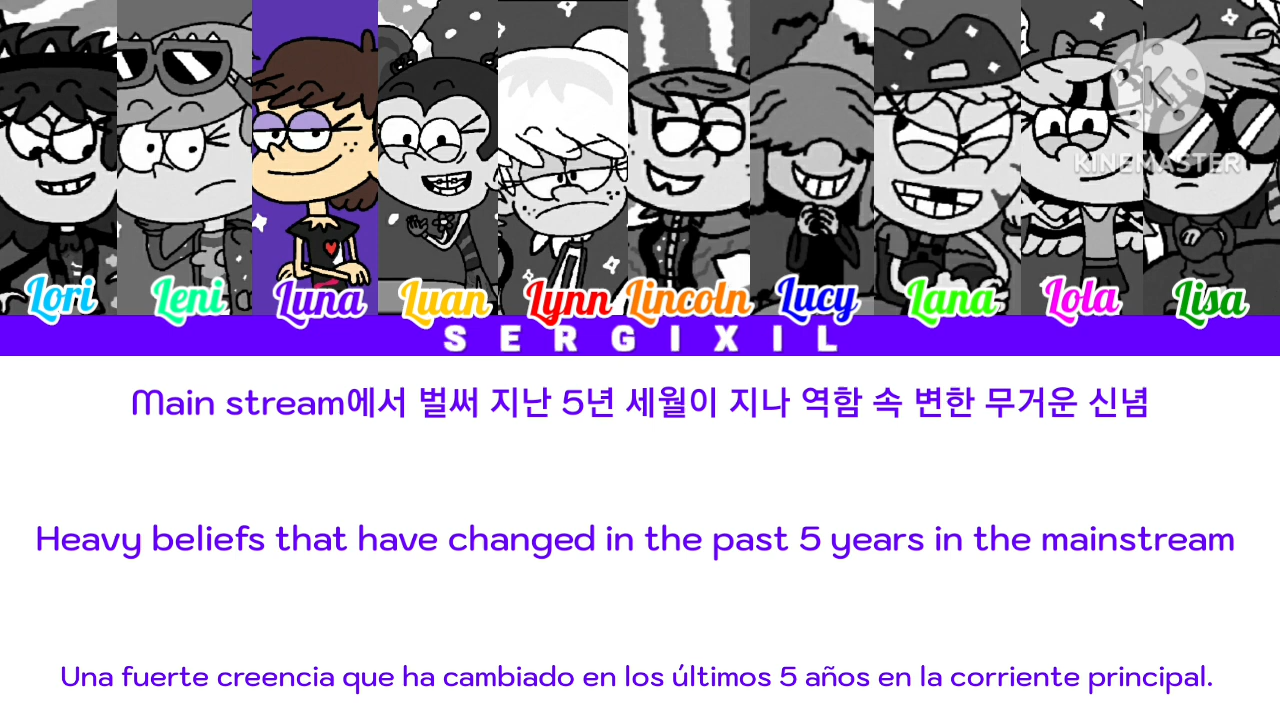 KINEMASTER
Lori Leni Luna Luan Lynn Lincoln Lucy Lana Lola Lisa
SERGIXIL
Main stream에서 벌써 지난 5년 세월이 지나 역함 속 변한 무거운 신념
Heavy beliefs that have changed in the past 5 years in the mainstream
Una fuerte creencia que ha cambiado en los últimos 5 años en la corriente principal.